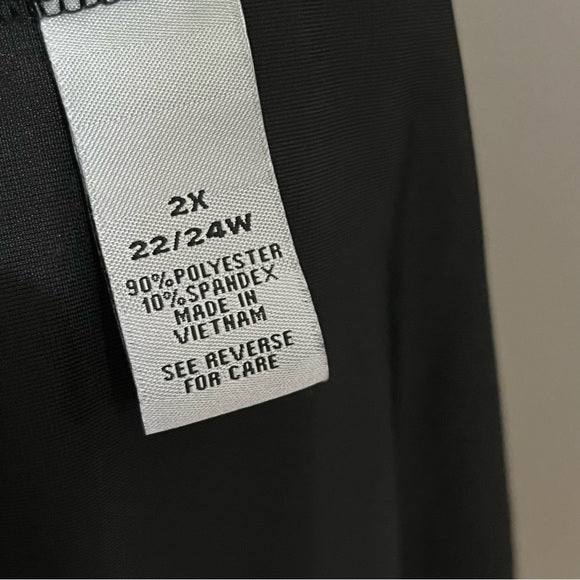 2X
22/24W
90%POLYESTER
10%SPANDEX
MADE IN
VIETNAM
SEE REVERSE
FOR CARE